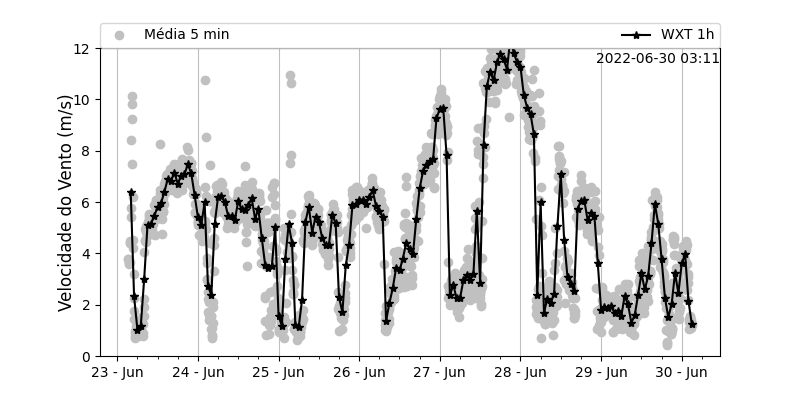 Média 5 min
WXT 1h
2022-06-30 03:11
Velocidade do Vento (m/s)
12
10
8
6
4
2
0
23 - Jun
24 - Jun
25 - Jun
26 - Jun
27 - Jun
28 - Jun
29 - Jun
30 - Jun